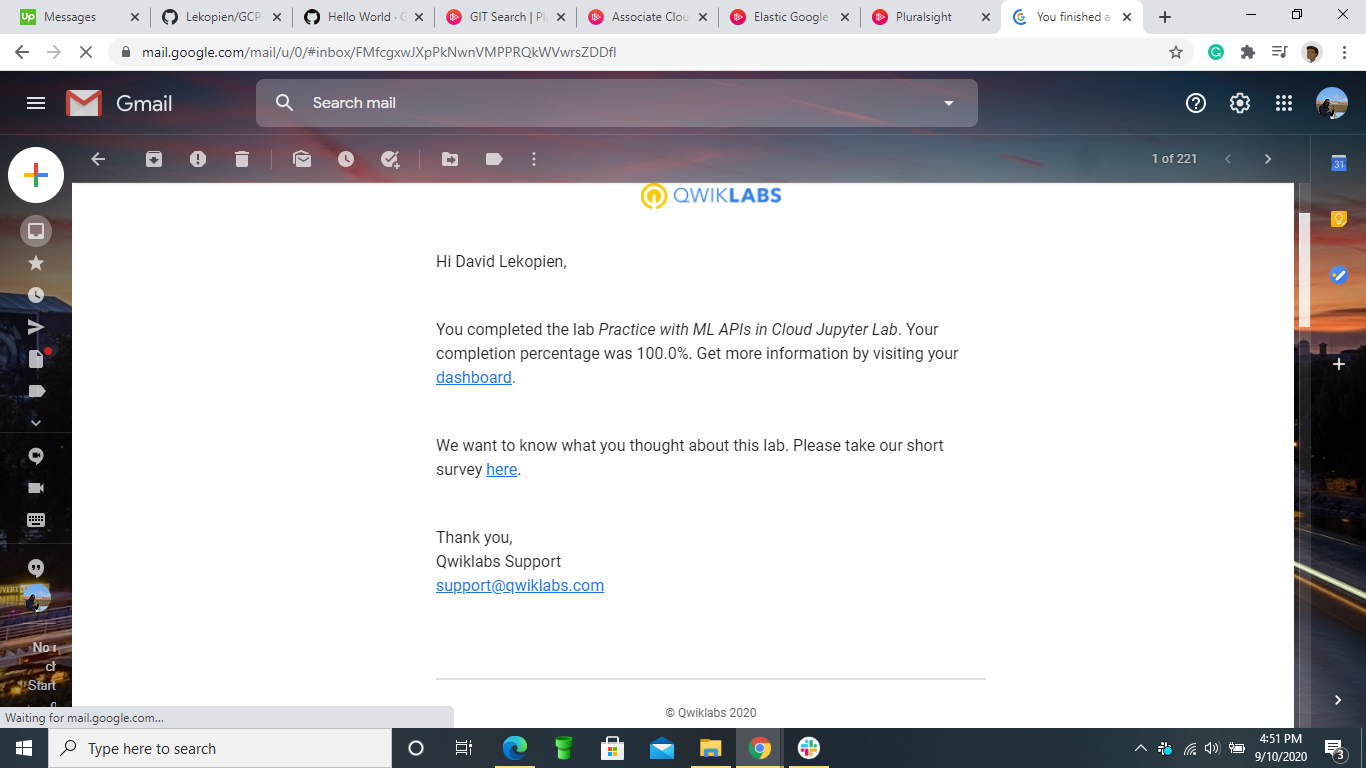 Messages
Lekopien/GCP-
Hello World · G
GIT Search | Pl
Associate Clou
Elastic Google
Pluralsight
You finished a
mail.google.com/mail/u/0/#inbox/FMfcgxwJXpPkNwnVMPPRQkWVwrsZDDfl
Gmail
Search mail
1 of 221
31
QWIKLABS
Hi David Lekopien,
You completed the lab Practice with ML APIs in Cloud Jupyter Lab. Your
completion percentage was 100.0%. Get more information by visiting your
dashboard.
We want to know what you thought about this lab. Please take our short
survey here.
Thank you,
Qwiklabs Support
support@qwiklabs.com
© Qwiklabs 2020
Start
Waiting for mail.google.com...
Type here to search
4:51 PM
9/10/2020
3